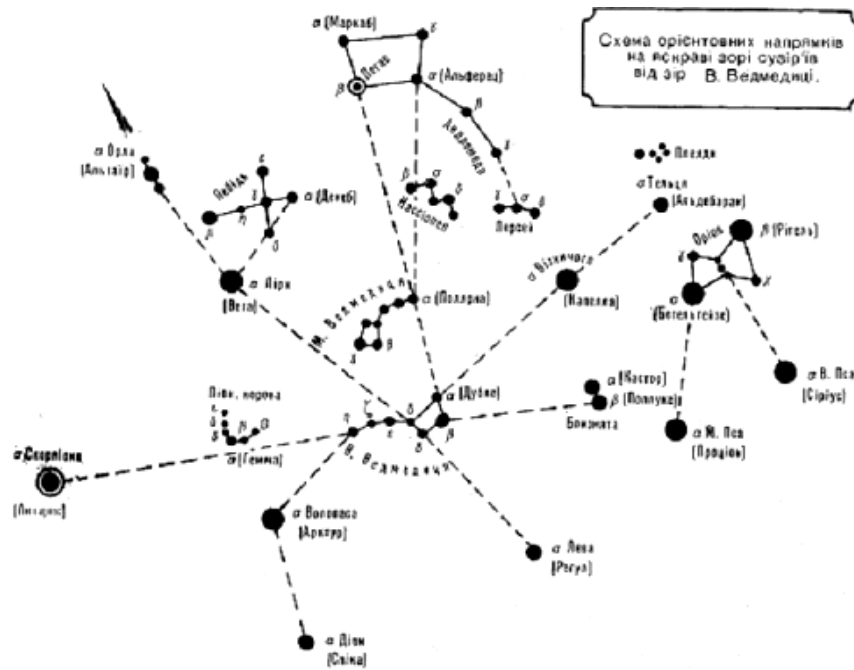 Схема орієнтовних напрямків
на яскраві зорі сузір'їв
від зір В. Ведмедиці.
α (Маркаб)
γ
β
Пегас
α (Альферац)
β
Андромеда
γ
α Орла
(Альтаїр)
ε
Лебідь
γ
α (Денеб)
β
η
δ
β
α
δ
Кассіопея
γ
α
δ
Персей
Плеяди
α Тельця
(Альдебаран)
Оріон
β (Рігель)
γ
χ
α
(Бетельгейзе)
α Ліри
(Вега)
М. Ведмедиця
α (Полярна)
β
α Візничого
(Капелла)
α В. Пса
(Сіріус)
α (Дубхе)
α (Кастор)
β (Поллукс)
Близнята
α М. Пса
(Проціон)
Півн. корона
ε
δ
β
α (Гемма)
η
ζ
ε
δ
β
В. Ведмедиця
α Скорпіона
(Антарес)
α Волопаса
(Арктур)
α Лева
(Регул)
α Діви
(Спіка)